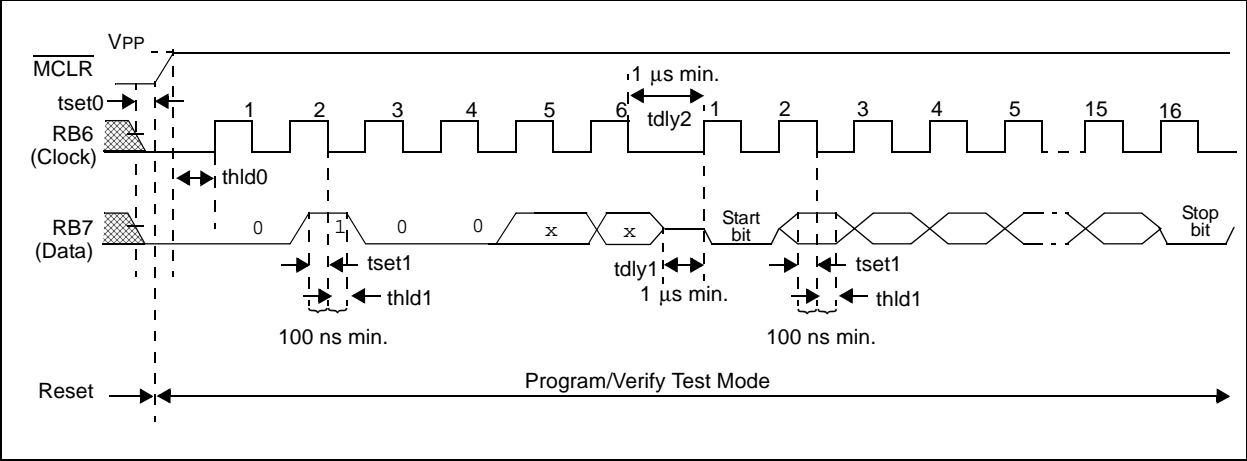 VPP
MCLR
1 μs min.
tset0
1 2 3 4 5 6 tdly2 1 2 3 4 5 15 16
RB6
(Clock)
thld0
RB7
(Data)
0 1 0 0 x x
Start
bit
Stop
bit
tset1 tdly1 tset1
thld1 1 μs min. thld1
100 ns min. 100 ns min.
Reset Program/Verify Test Mode